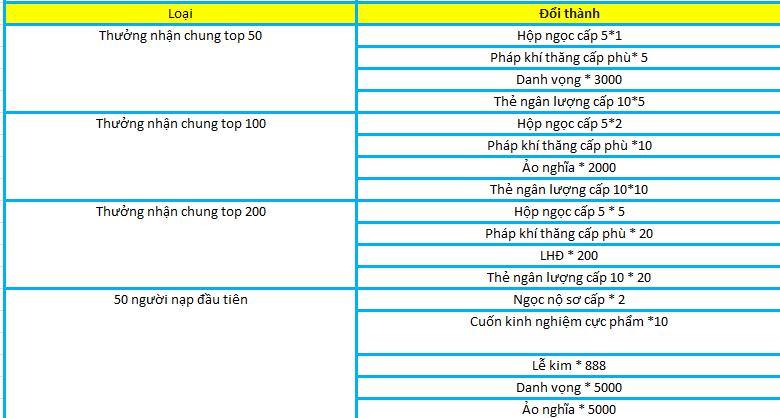 Loại Đổi thành
Thưởng nhận chung top 50 Hộp ngọc cấp 5*1
Pháp khí thăng cấp phù* 5
Danh vọng * 3000
Thẻ ngân lượng cấp 10*5
Thưởng nhận chung top 100 Hộp ngọc cấp 5*2
Pháp khí thăng cấp phù *10
Ảo nghĩa * 2000
Thẻ ngân lượng cấp 10*10
Thưởng nhận chung top 200 Hộp ngọc cấp 5 * 5
Pháp khí thăng cấp phù * 20
LHĐ * 200
Thẻ ngân lượng cấp 10 * 20
50 người nạp đầu tiên Ngọc nộ sơ cấp * 2
Cuốn kinh nghiệm cực phẩm *10
Lễ kim * 888
Danh vọng * 5000
Ảo nghĩa * 5000